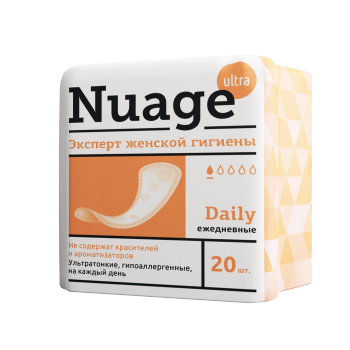 ultra
Nuage
Эксперт женской гигиены
Daily
ежедневные
Не содержат красителей
и ароматизаторов
Ультратонкие, гипоаллергенные,
на каждый день
20 шт.